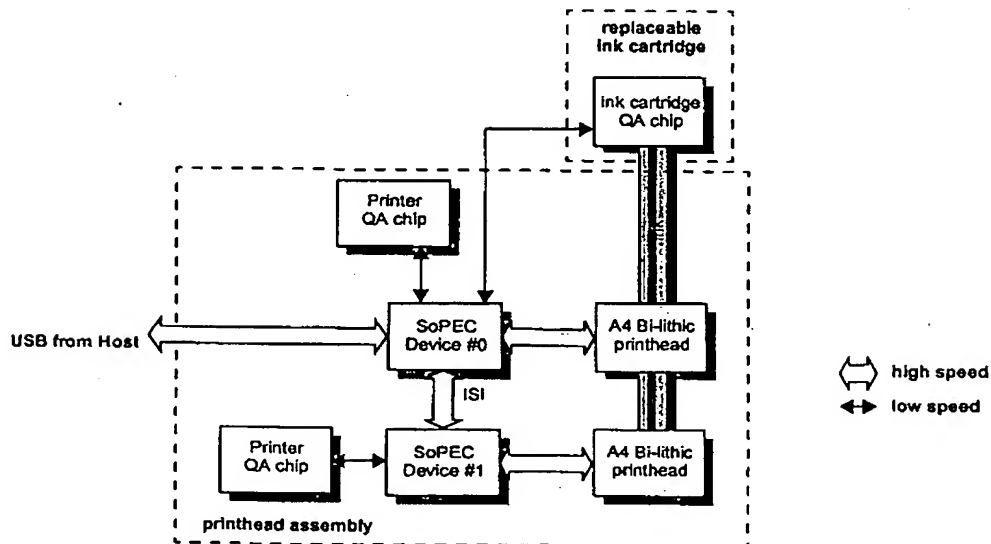 replaceable
ink cartridge
ink cartridge
QA chip
Printer
QA chip
USB from Host
SoPEC
Device #0
A4 Bi-lithic
printhead
high speed
low speed
ISI
Printer
QA chip
SoPEC
Device #1
A4 Bi-lithic
printhead
printhead assembly